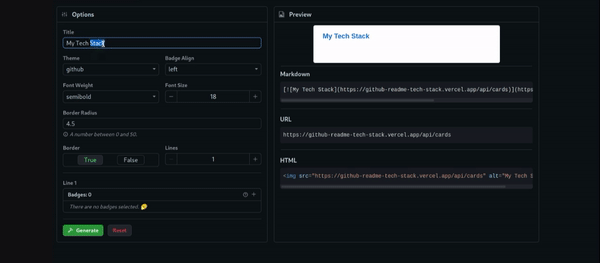 Options
Title
My Tech Stack
Theme
Badge Align
github
left
Font Weight
Font Size
semibold
18
Border Radius
4.5
A number between 0 and 50.
Border
Lines
True
False
1
Line 1
Badges: 0
There are no badges selected.
Generate
Reset
Preview
My Tech Stack
Markdown
[![My Tech Stack](https://github-readme-tech-stack.vercel.app/api/cards)](https
URL
https://github-readme-tech-stack.vercel.app/api/cards
HTML
<img src="https://github-readme-tech-stack.vercel.app/api/cards" alt="My Tech S